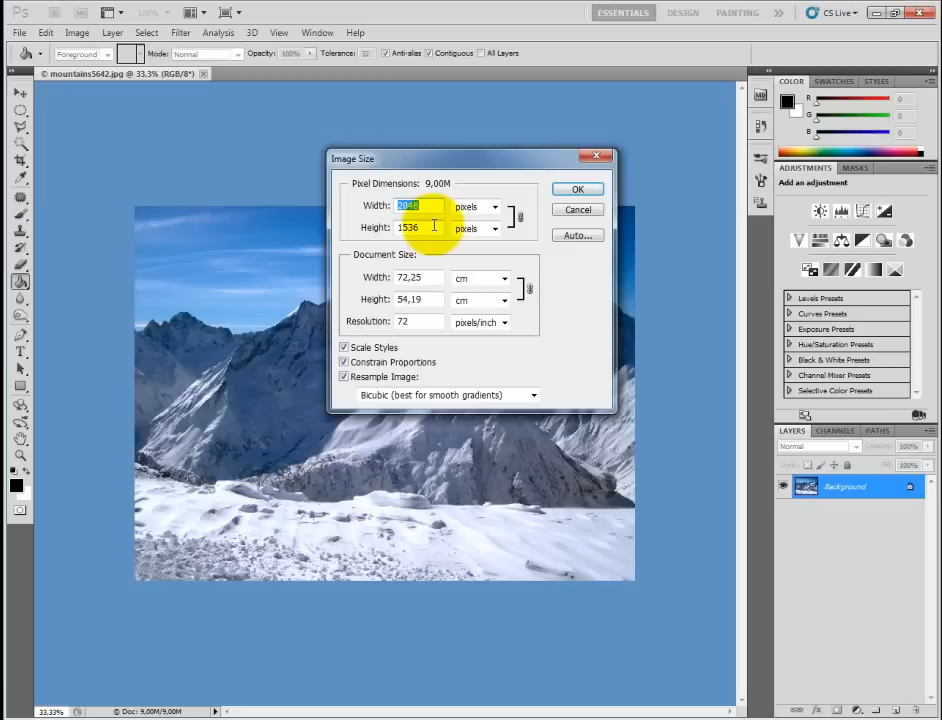 Ps Br Mb 100% ESSENTIALS DESIGN PAINTING CS Live
File Edit Image Layer Select Filter Analysis 3D View Window Help
Foreground Mode: Normal Opacity: 100% Tolerance: 32 Anti-alias Contiguous All Layers
© mountains5642.jpg @ 33,3% (RGB/8*)
COLOR SWATCHES STYLES
R 0
G 0
B 0
Image Size
Pixel Dimensions: 9,00M
Width: 2048 pixels
Height: 1536 pixels
OK
Cancel
Auto...
Document Size:
Width: 72,25 cm
Height: 54,19 cm
Resolution: 72 pixels/inch
Scale Styles
Constrain Proportions
Resample Image:
Bicubic (best for smooth gradients)
Mb
ADJUSTMENTS MASKS
Add an adjustment
Levels Presets
Curves Presets
Exposure Presets
Hue/Saturation Presets
Black & White Presets
Channel Mixer Presets
Selective Color Presets
LAYERS CHANNELS PATHS
Normal Opacity: 100%
Lock: Fill: 100%
Background
T
33,33% © Doc: 9,00M/9,00M